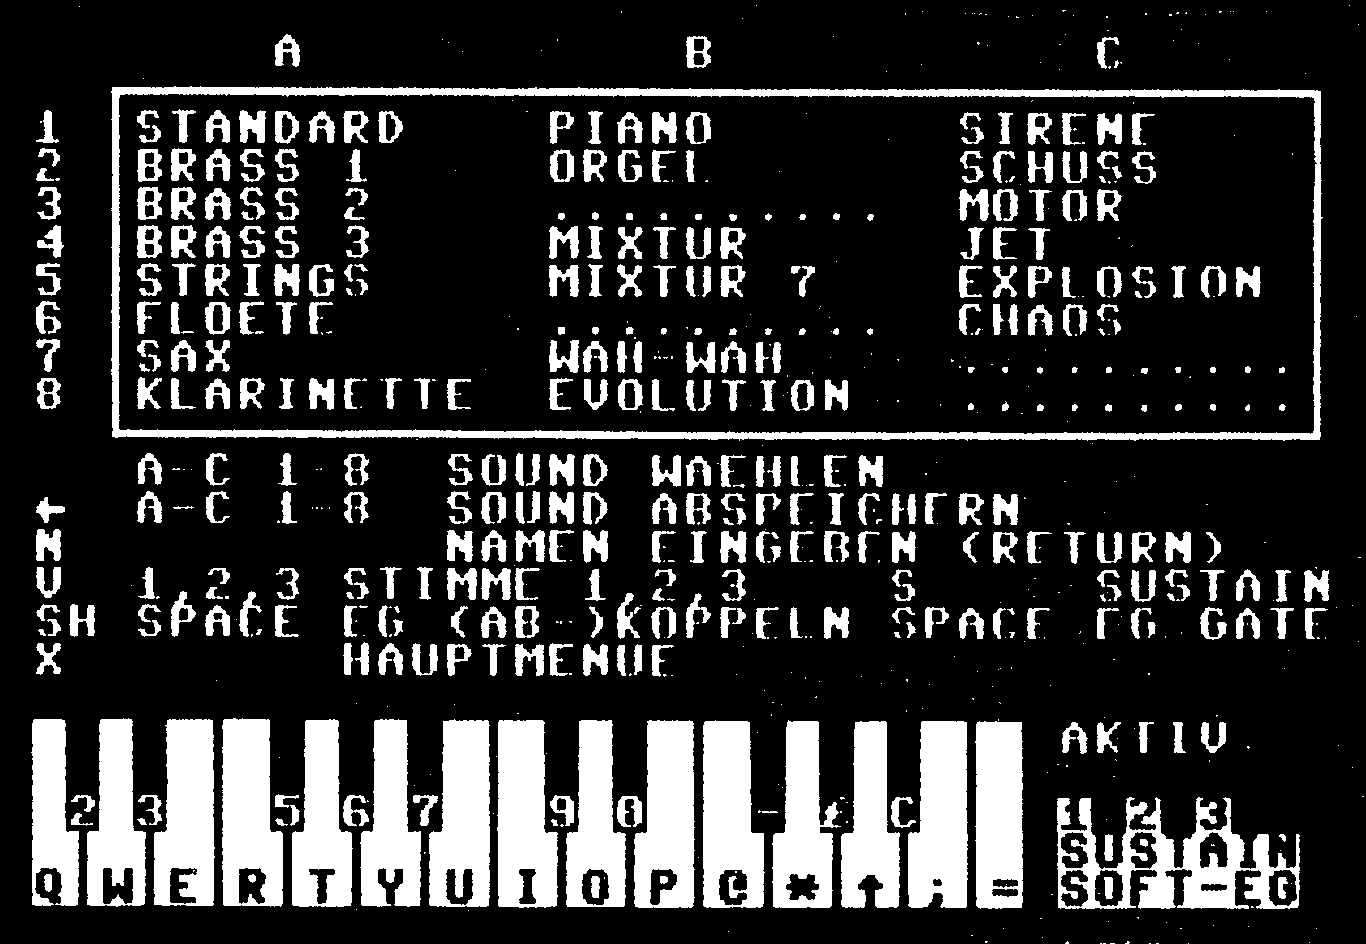 A B C
1 STANDARD PIANO SIRENE
2 BRASS 1 ORGEL SCHUSS
3 BRASS 2 .......... MOTOR
4 BRASS 3 MIXTUR JET
5 STRINGS MIXTUR 7 EXPLOSION
6 FLOETE .......... CHAOS
7 SAX WAH-WAH ..........
8 KLARINETTE EVOLUTION ..........
A-C 1-8 SOUND WAEHLEN
← A-C 1-8 SOUND ABSPEICHERN
N NAMEN EINGEBEN (RETURN)
V 1,2,3 STIMME 1,2,3 S SUSTAIN
SH SPACE EG (AB-)KOPPELN SPACE EG GATE
X HAUPTMENUE
AKTIV
2 3 5 6 7 9 0 - £ C 1 2 3
SUSTAIN
Q W E R T Y U I O P @ * ↑ ; = SOFT-EG